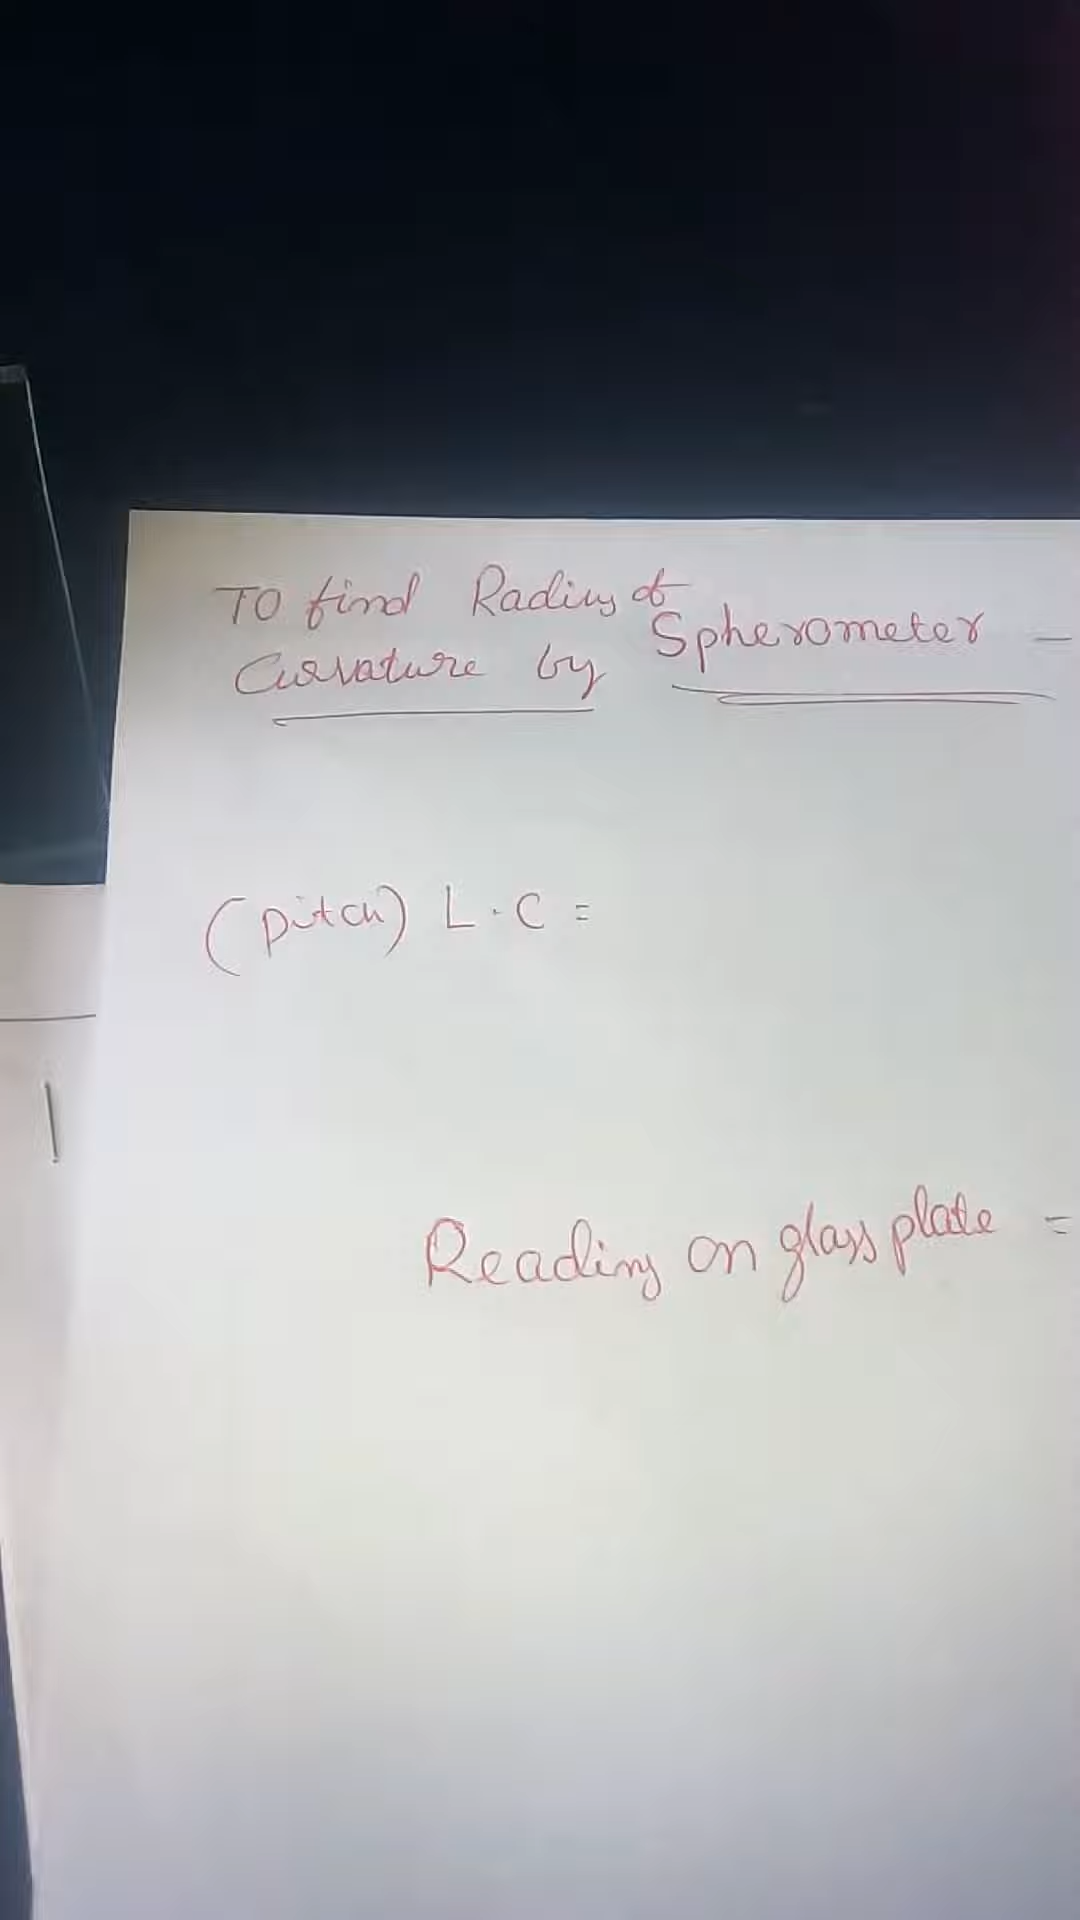 TO find Radius of
Curvature by Spherometer –
(pitch) L.C =
Reading on glass plate =